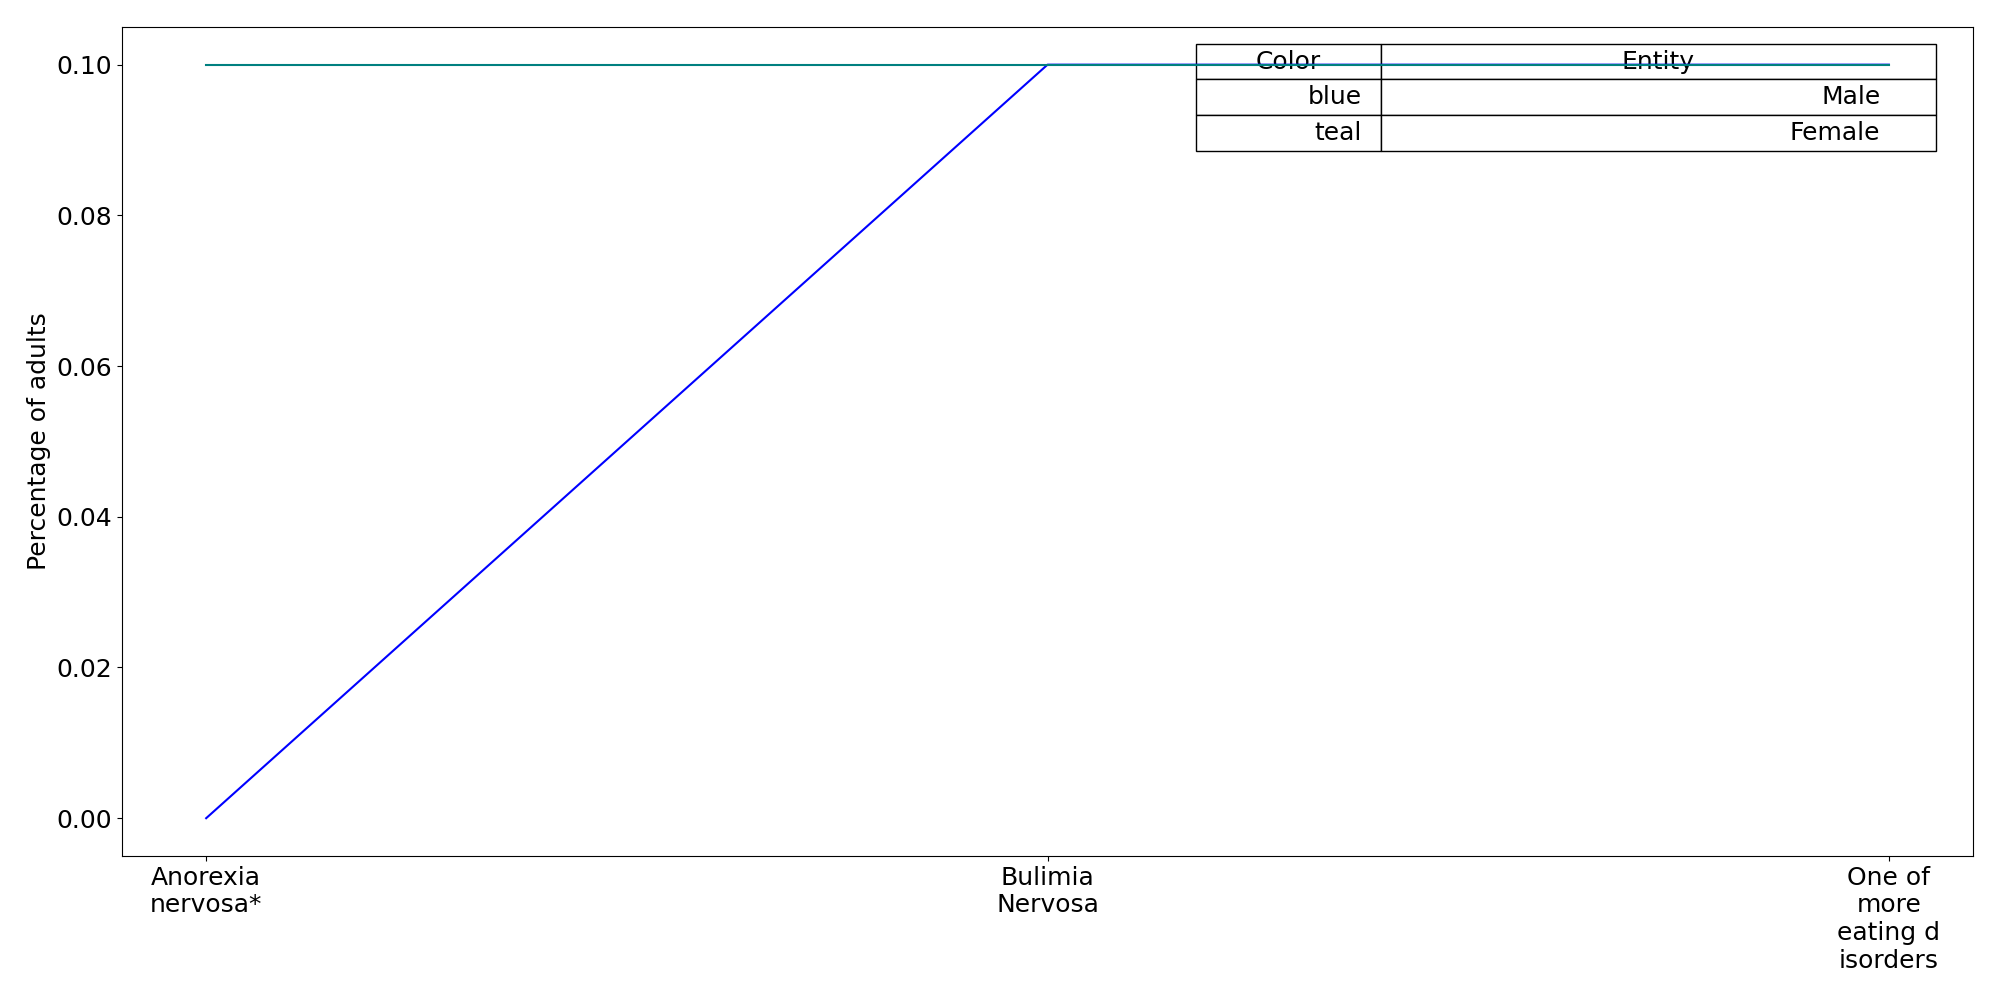 Color Entity
blue Male
teal Female
Percentage of adults
0.10
0.08
0.06
0.04
0.02
0.00
Anorexia
nervosa*
Bulimia
Nervosa
One of
more
eating d
isorders